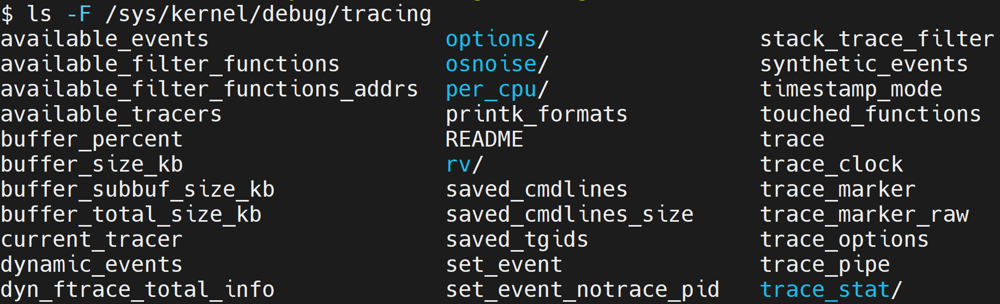 $ ls -F /sys/kernel/debug/tracing
available_events options/ stack_trace_filter
available_filter_functions osnoise/ synthetic_events
available_filter_functions_addrs per_cpu/ timestamp_mode
available_tracers printk_formats touched_functions
buffer_percent README trace
buffer_size_kb rv/ trace_clock
buffer_subbuf_size_kb saved_cmdlines trace_marker
buffer_total_size_kb saved_cmdlines_size trace_marker_raw
current_tracer saved_tgids trace_options
dynamic_events set_event trace_pipe
dyn_ftrace_total_info set_event_notrace_pid trace_stat/